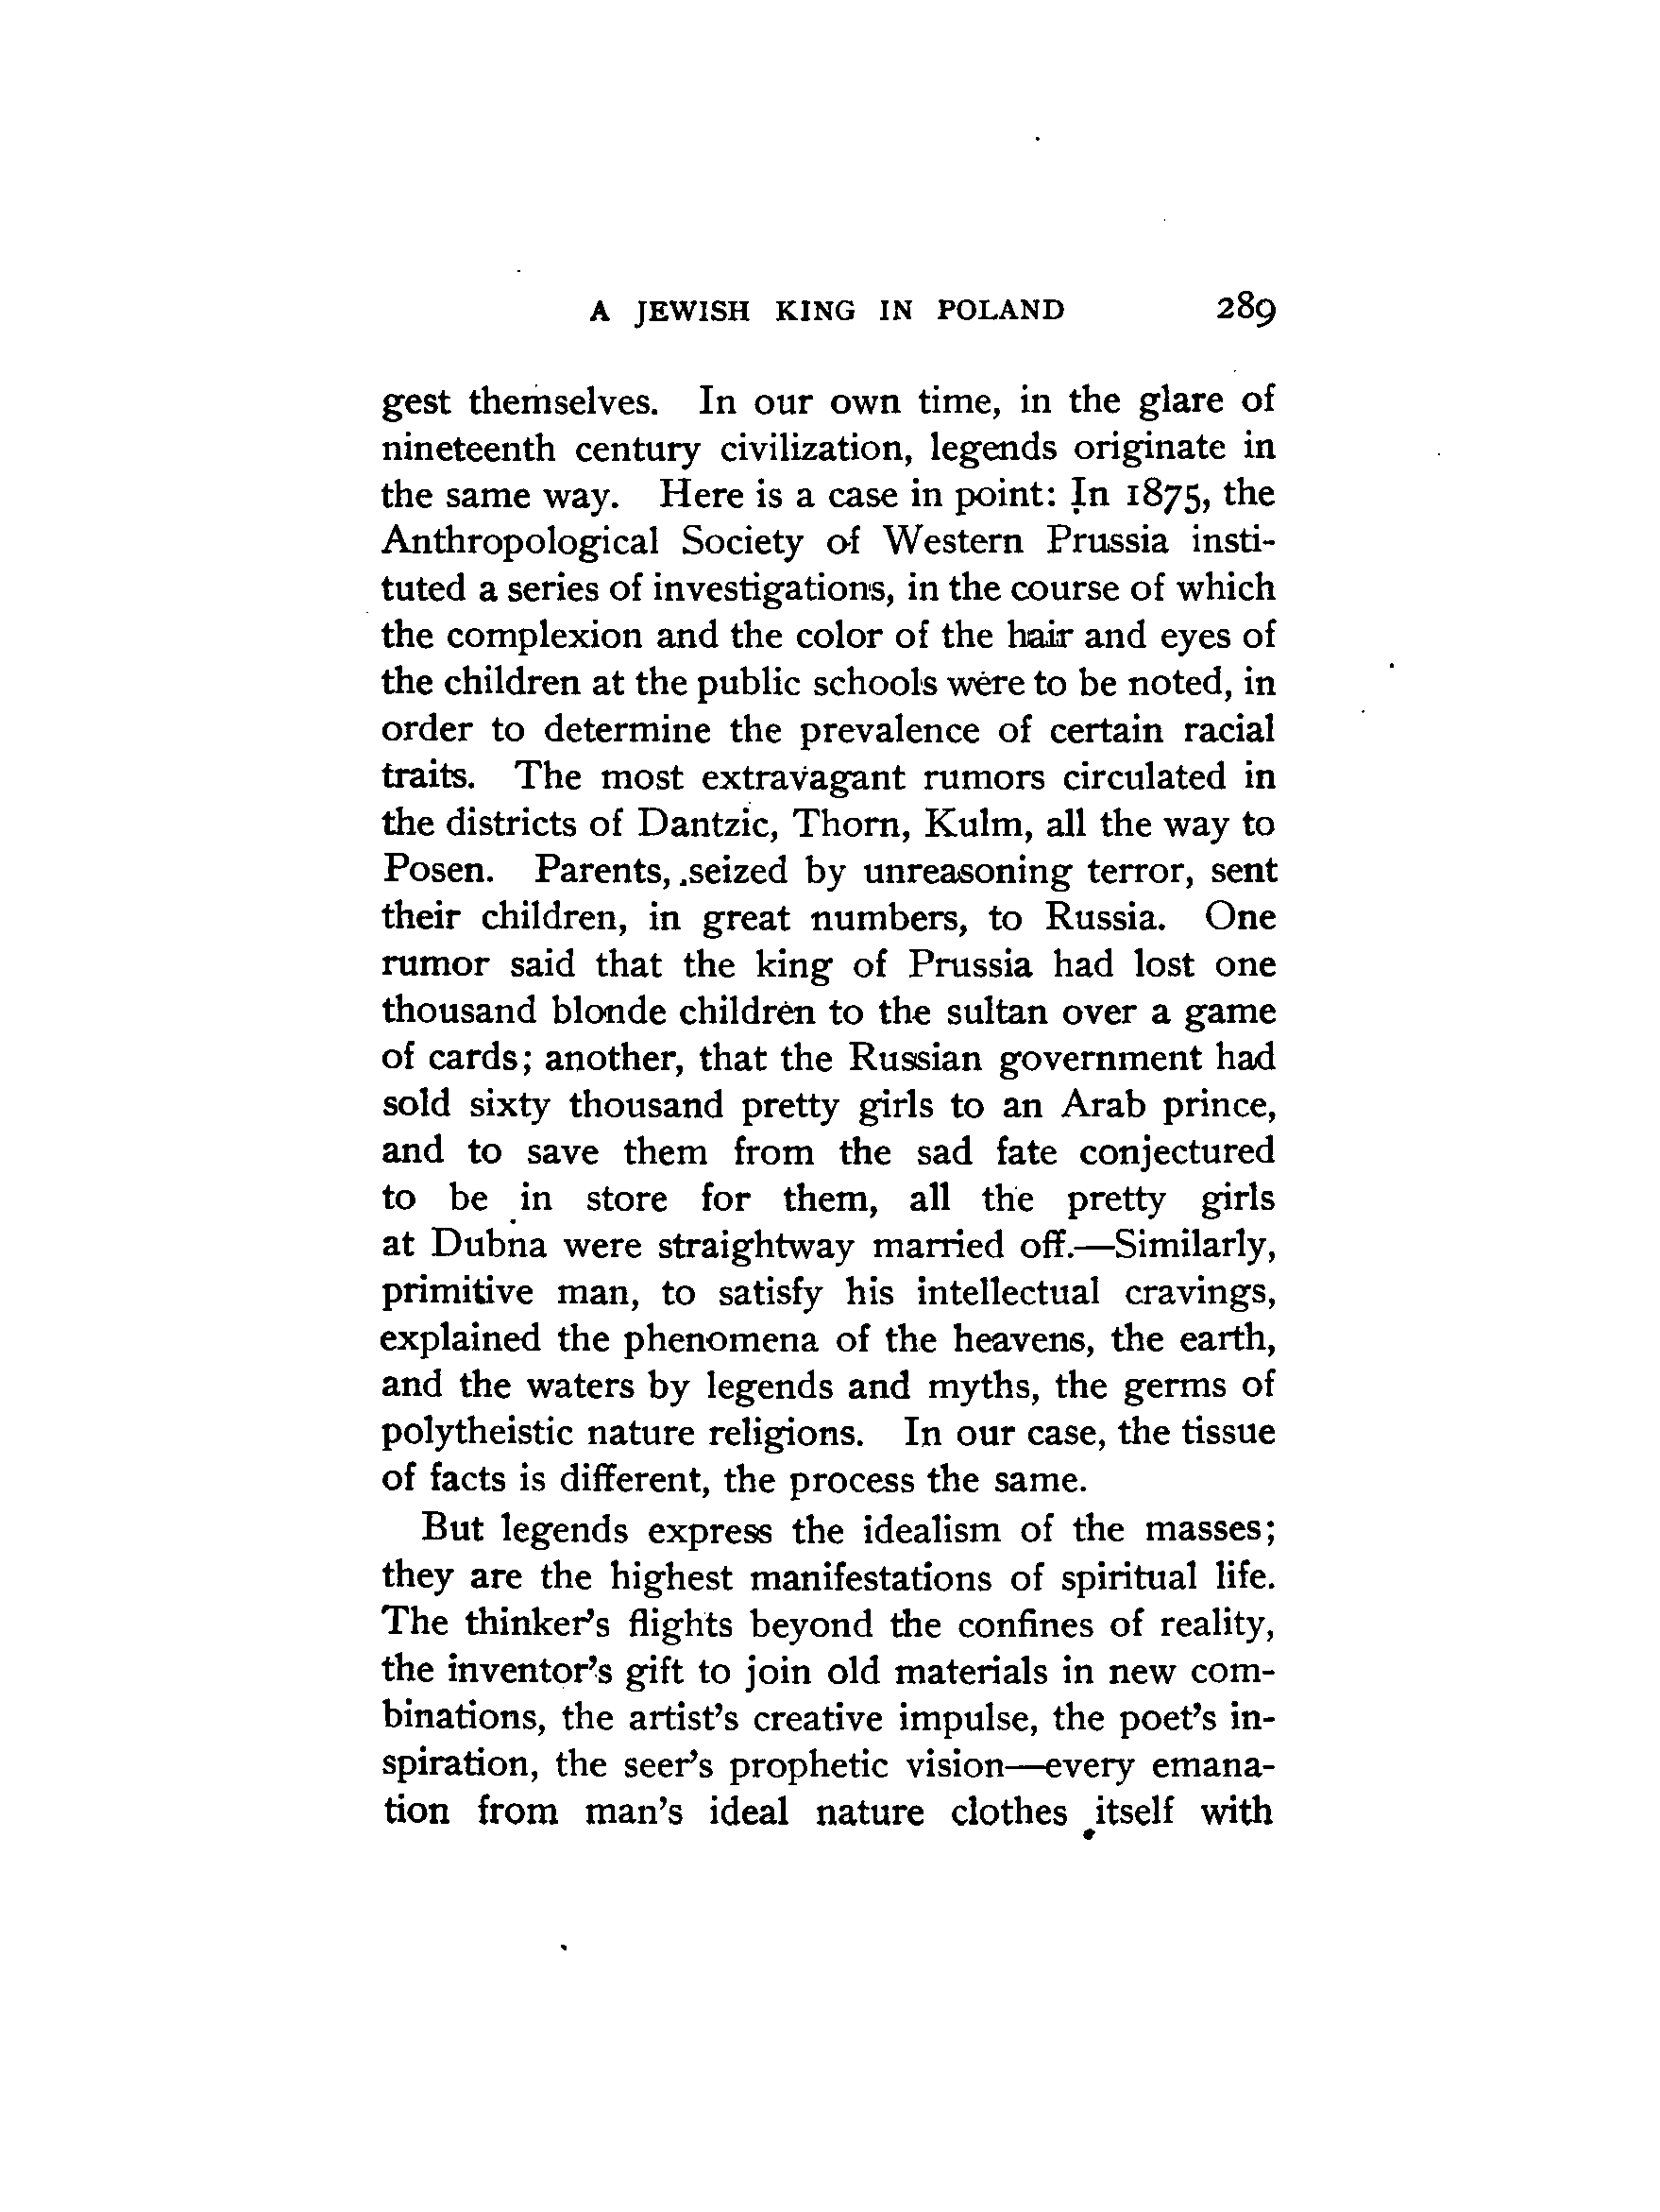 A JEWISH KING IN POLAND 289
gest themselves. In our own time, in the glare of
nineteenth century civilization, legends originate in
the same way. Here is a case in point: In 1875, the
Anthropological Society of Western Prussia insti-
tuted a series of investigations, in the course of which
the complexion and the color of the hair and eyes of
the children at the public schools were to be noted, in
order to determine the prevalence of certain racial
traits. The most extravagant rumors circulated in
the districts of Dantzic, Thorn, Kulm, all the way to
Posen. Parents, seized by unreasoning terror, sent
their children, in great numbers, to Russia. One
rumor said that the king of Prussia had lost one
thousand blonde children to the sultan over a game
of cards; another, that the Russian government had
sold sixty thousand pretty girls to an Arab prince,
and to save them from the sad fate conjectured
to be in store for them, all the pretty girls
at Dubna were straightway married off.—Similarly,
primitive man, to satisfy his intellectual cravings,
explained the phenomena of the heavens, the earth,
and the waters by legends and myths, the germs of
polytheistic nature religions. In our case, the tissue
of facts is different, the process the same.
But legends express the idealism of the masses;
they are the highest manifestations of spiritual life.
The thinker's flights beyond the confines of reality,
the inventor's gift to join old materials in new com-
binations, the artist's creative impulse, the poet's in-
spiration, the seer's prophetic vision—every emana-
tion from man's ideal nature clothes itself with